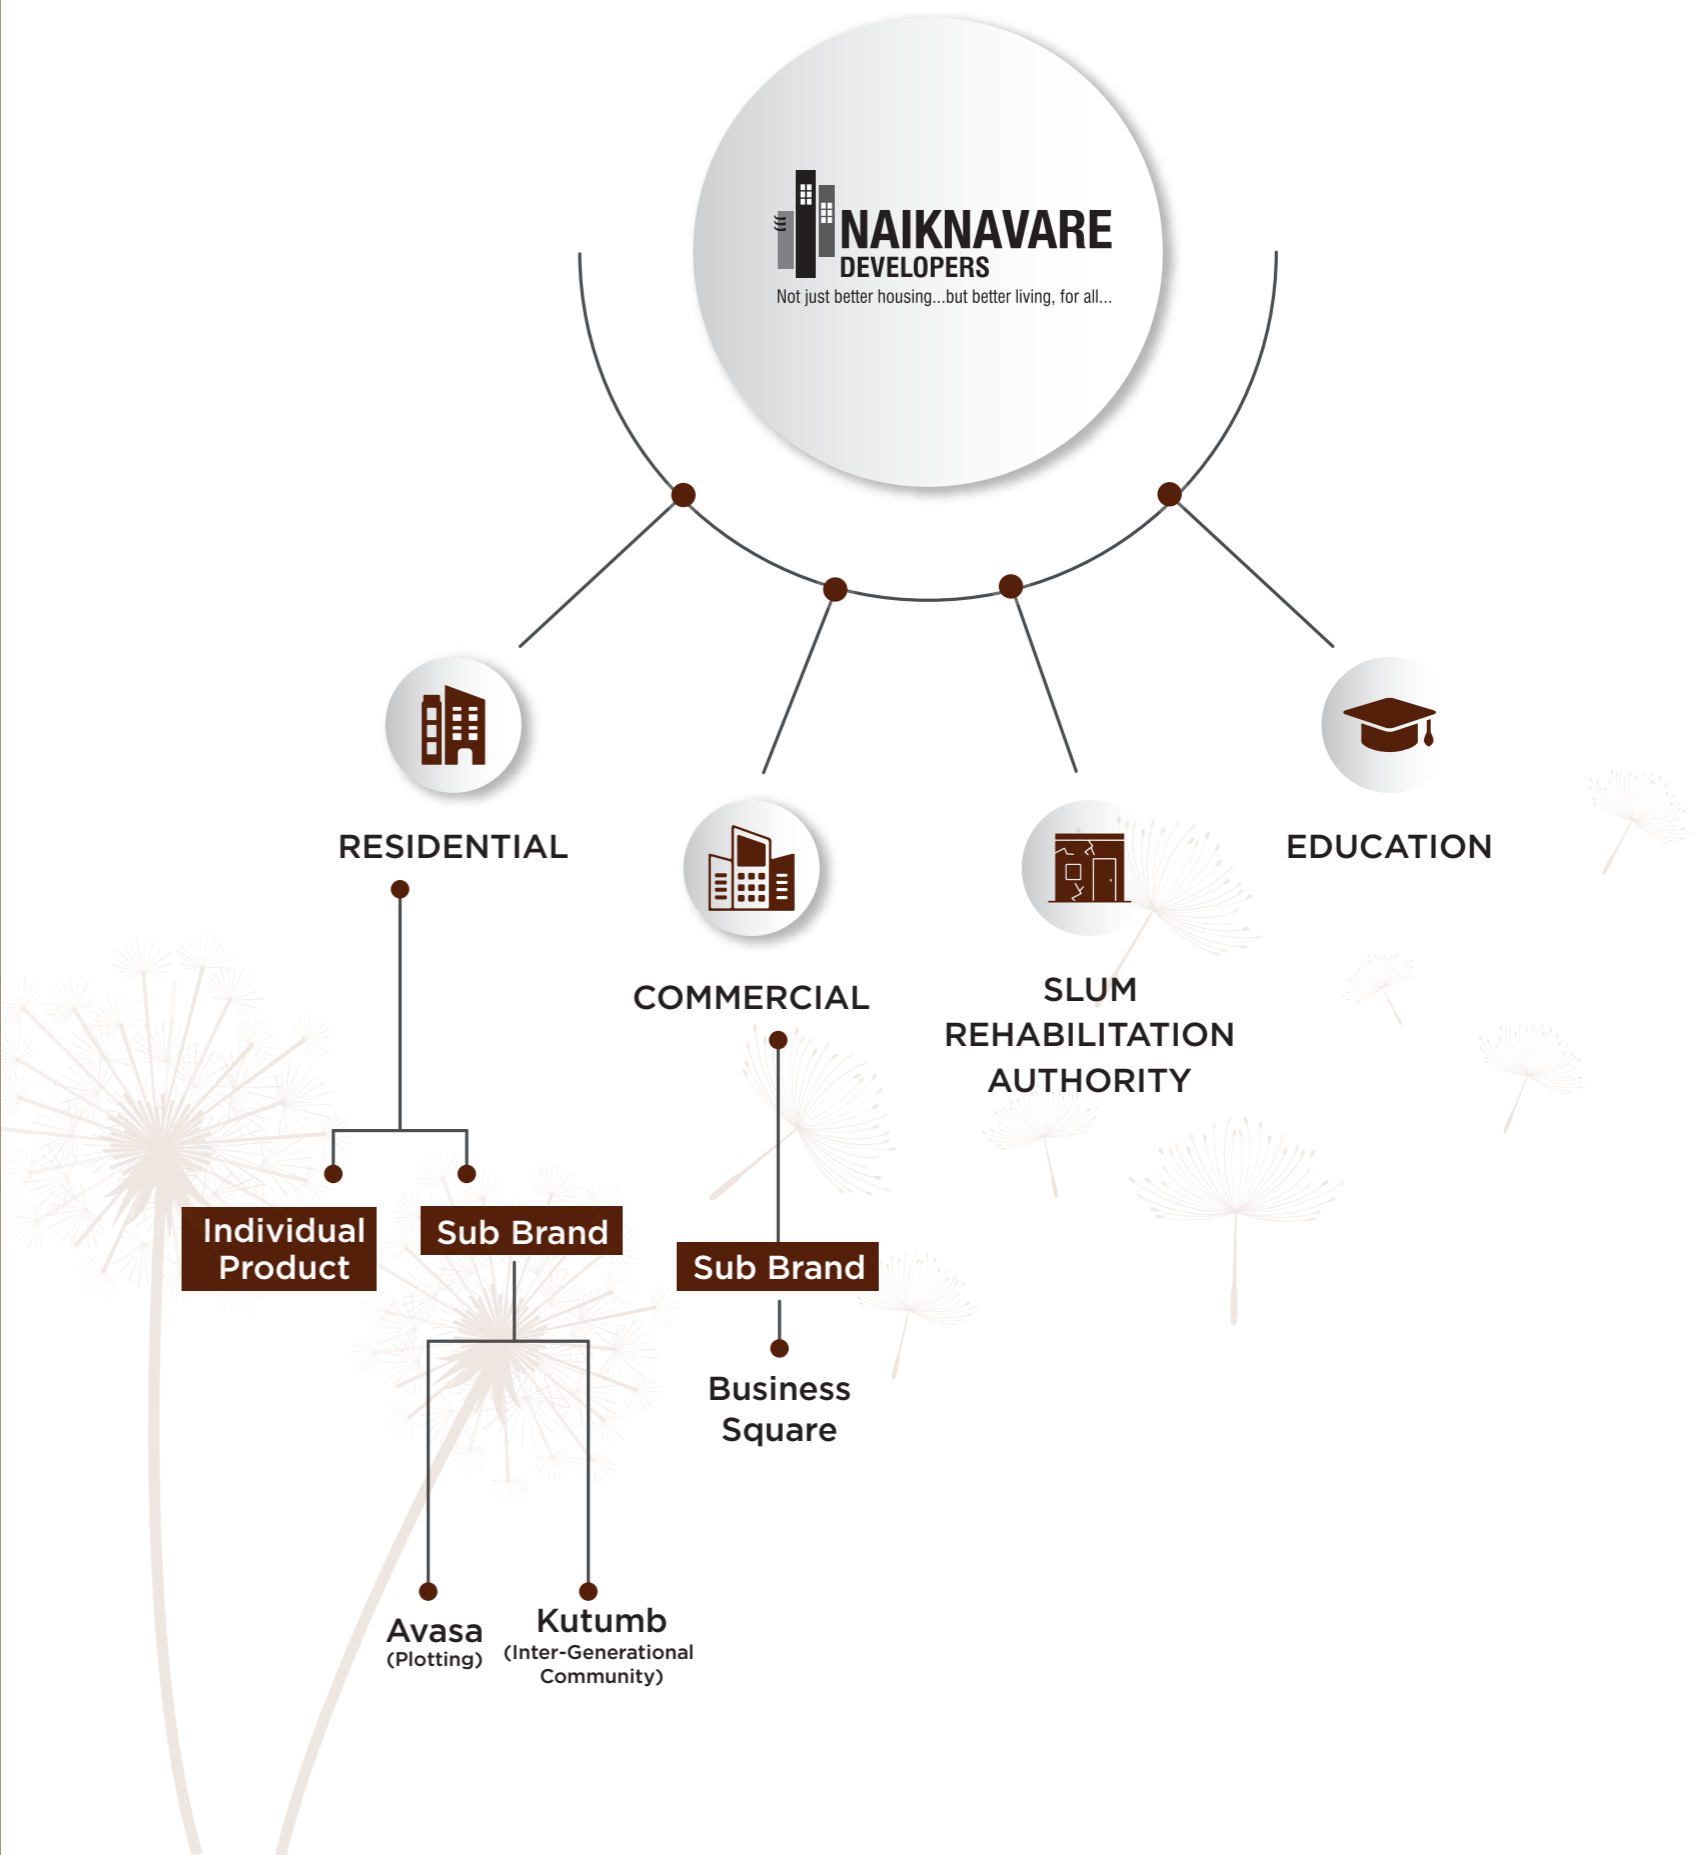 NAIKNAVARE
DEVELOPERS
Not just better housing...but better living, for all...
RESIDENTIAL
EDUCATION
COMMERCIAL
SLUM
REHABILITATION
AUTHORITY
Individual
Product
Sub Brand
Sub Brand
Business
Square
Avasa
(Plotting)
Kutumb
(Inter-Generational
Community)